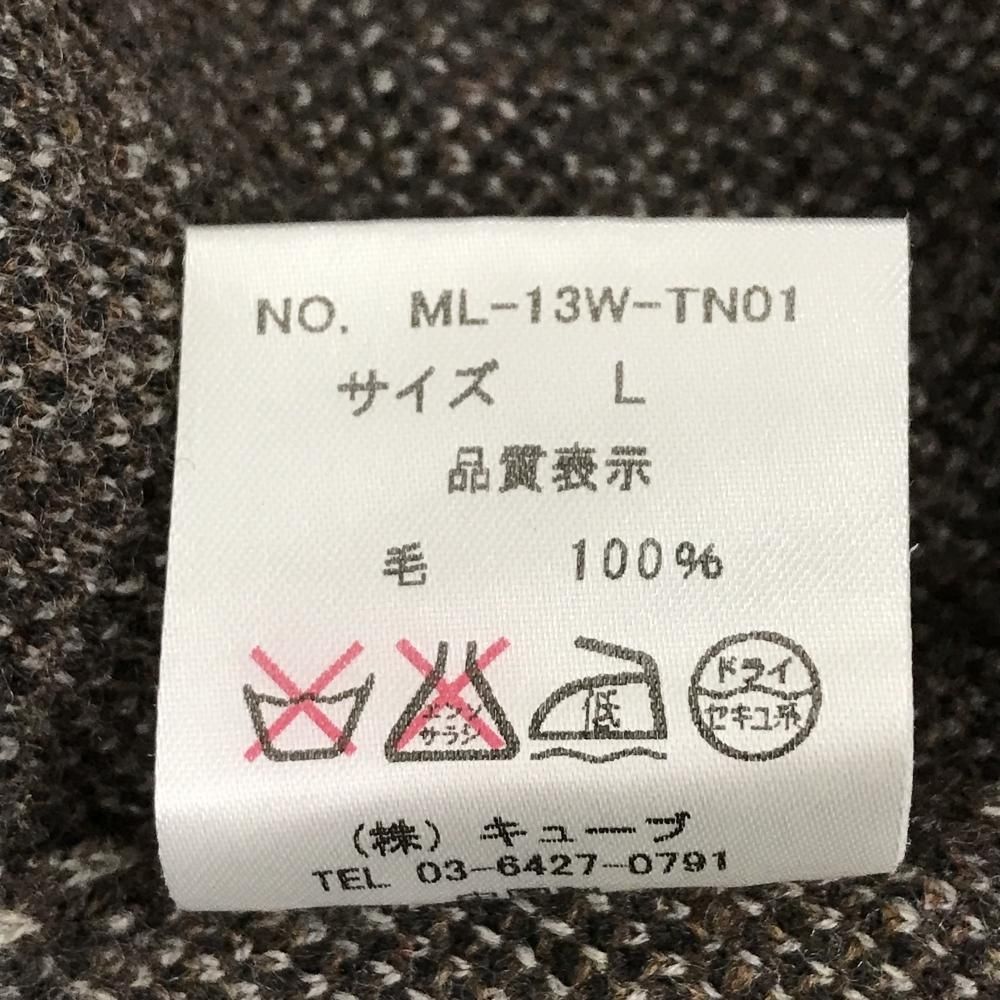 NO. ML-13W-TN01
サイズ L
品質表示
毛 100%
エンソ
サラシ
低
ドライ
セキユ系
(株) キューブ
TEL 03-6427-0791